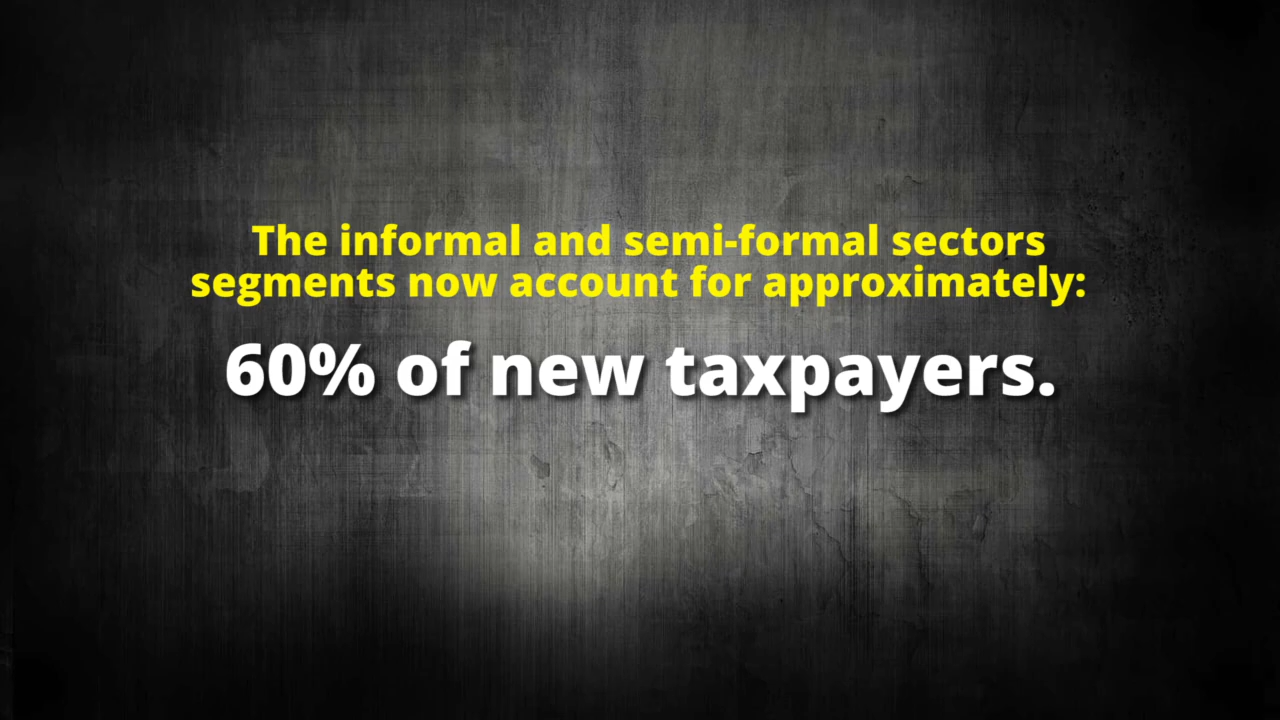 The informal and semi-formal sectors
segments now account for approximately:
60% of new taxpayers.